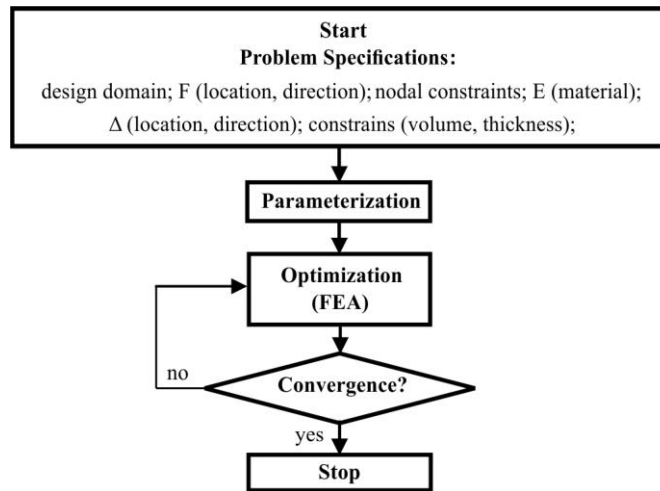 Start
Problem Specifications:
design domain; F (location, direction); nodal constraints; E (material);
Δ (location, direction); constrains (volume, thickness);
Parameterization
Optimization
(FEA)
no
Convergence?
yes
Stop